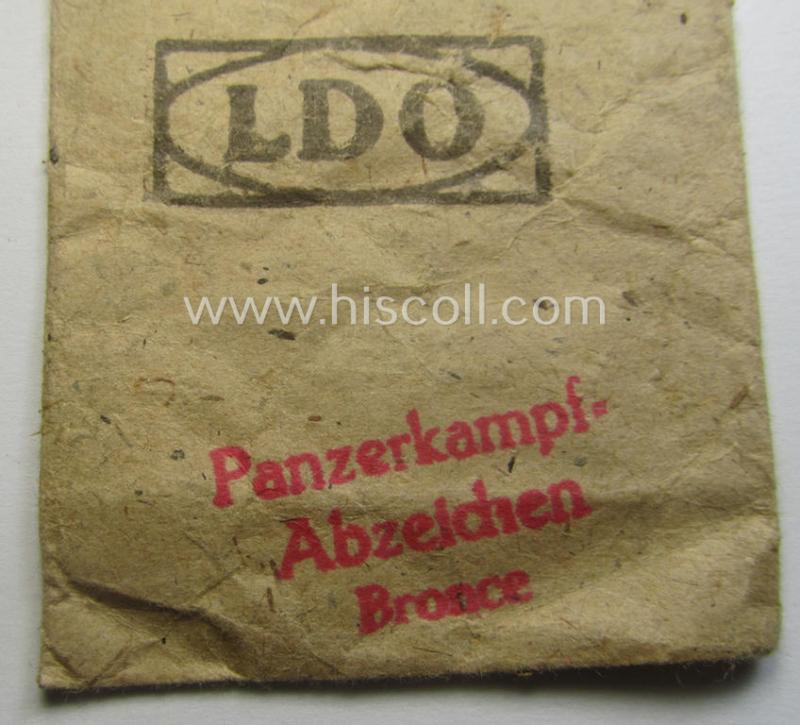 LDO
www.hiscoll.com
Panzerkampf-
Abzeichen
Bronce